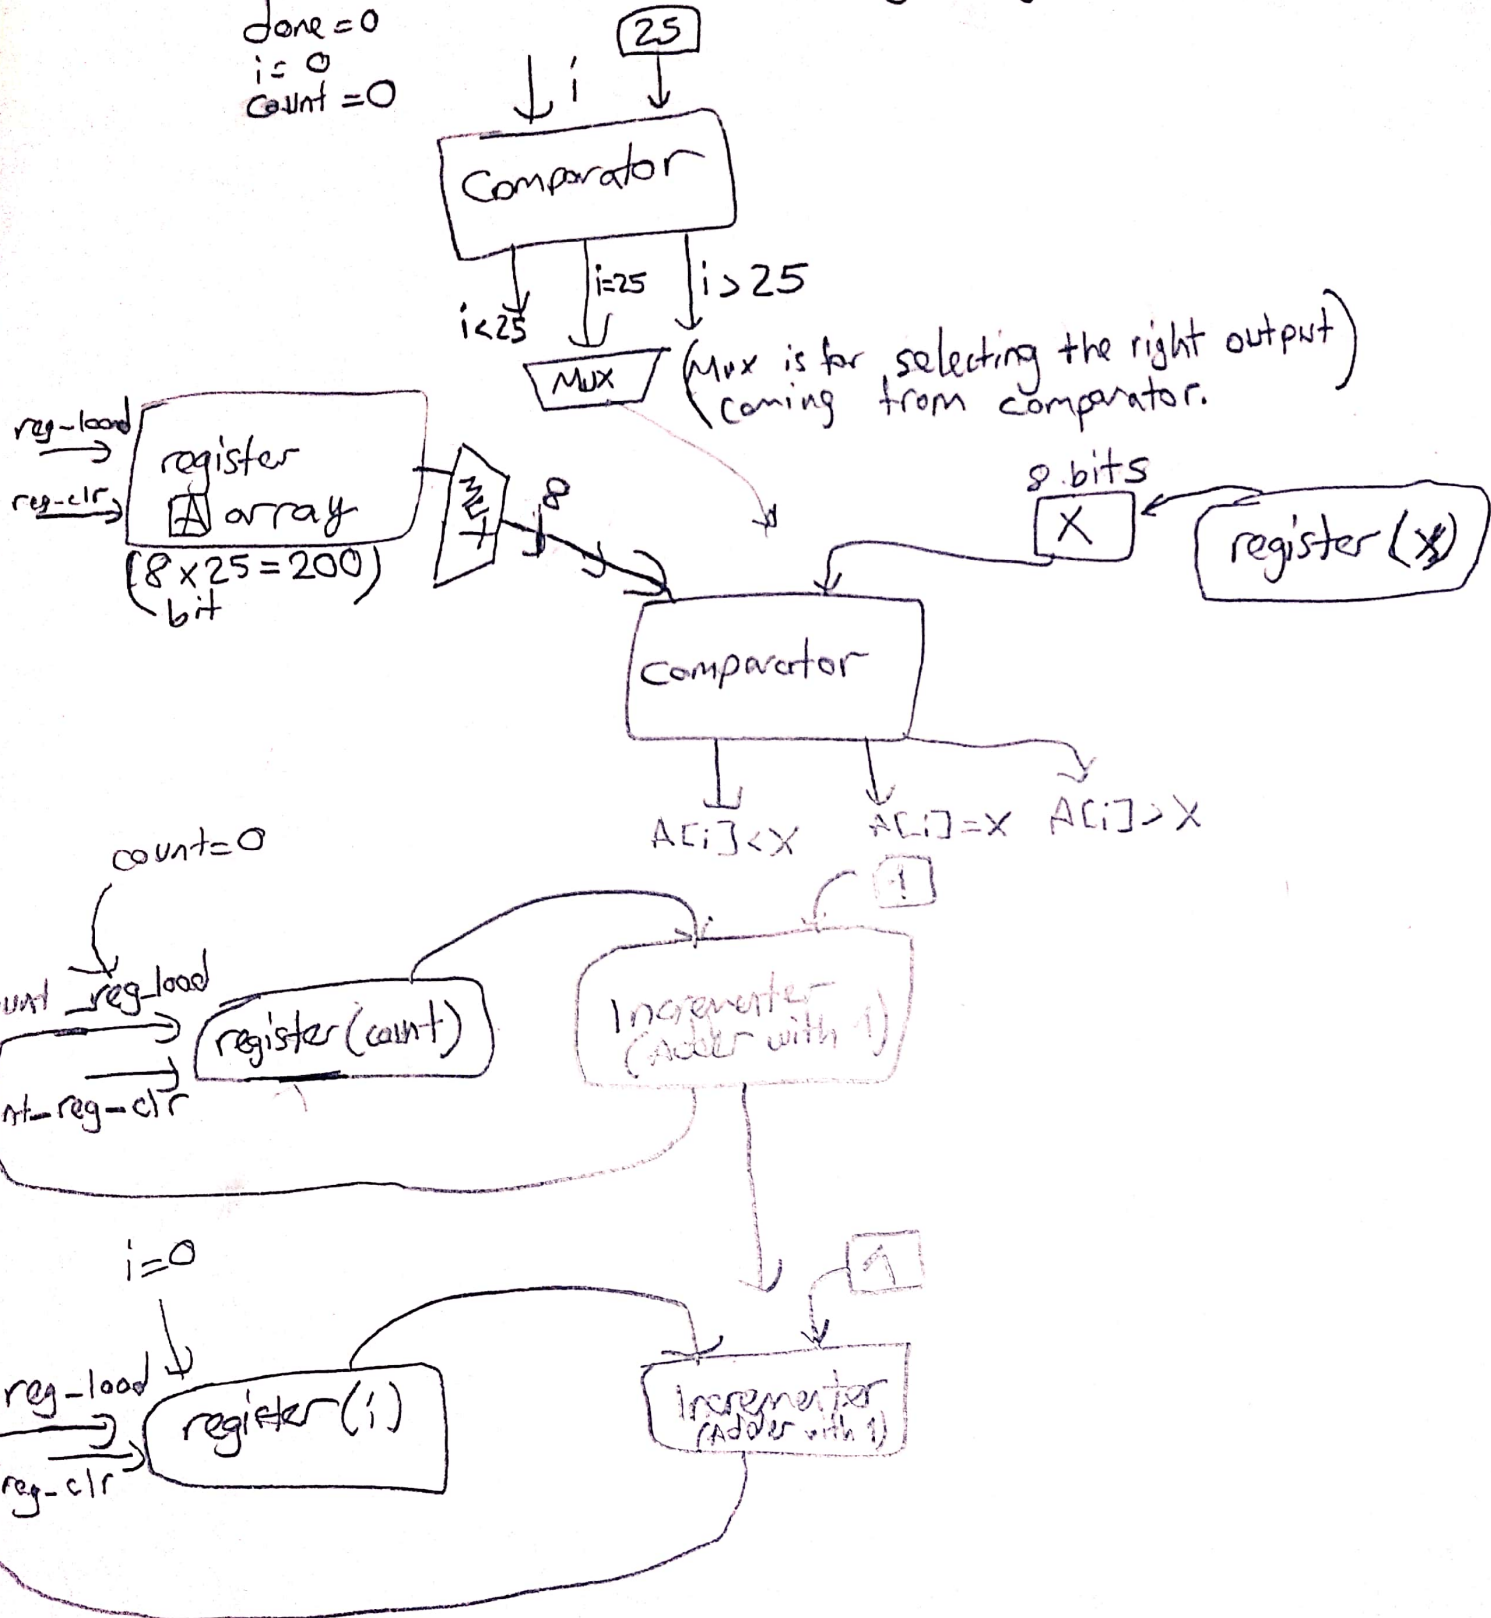 done = 0
i = 0
count = 0
25
i
Comparator
i<25
i=25
i>25
Mux
(Mux is for selecting the right output)
coming from comparator.
reg-load
reg-clr
register
A array
(8x25=200)
bit
8
8 bits
X
register (x)
Comparator
A[i]<X
A[i]=X
A[i]>X
count=0
1
reg-load
register (count)
reg-clr
Incrementer
(Adder with 1)
i=0
1
reg-load
register (i)
reg-clr
Incrementer
(Adder with 1)